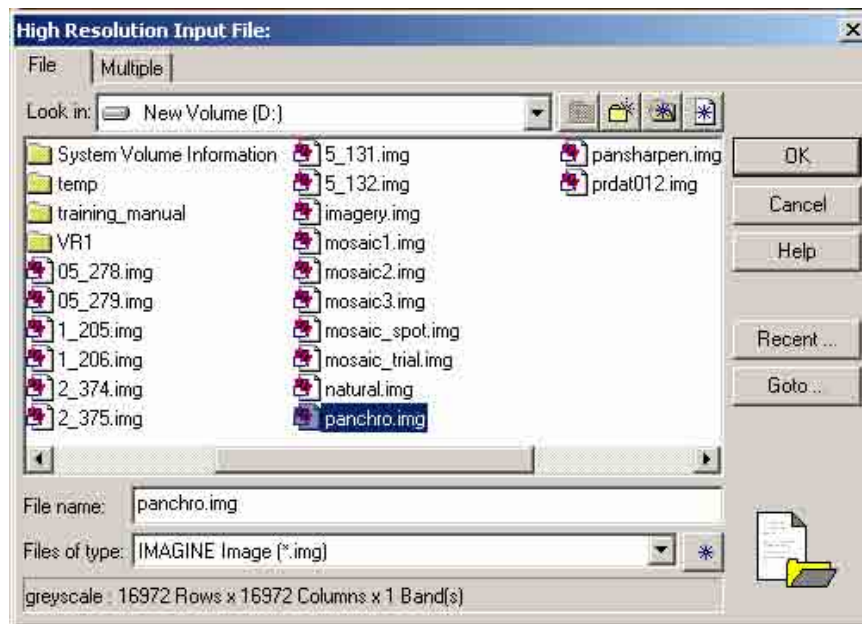 High Resolution Input File:
File
Multiple
Look in: New Volume (D:)
System Volume Information
temp
training_manual
VR1
05_278.img
05_279.img
1_205.img
1_206.img
2_374.img
2_375.img
5_131.img
5_132.img
imagery.img
mosaic1.img
mosaic2.img
mosaic3.img
mosaic_spot.img
mosaic_trial.img
natural.img
panchro.img
pansharpen.img
prdat012.img
OK
Cancel
Help
Recent ...
Goto ...
File name: panchro.img
Files of type: IMAGINE Image (*.img)
greyscale : 16972 Rows x 16972 Columns x 1 Band(s)